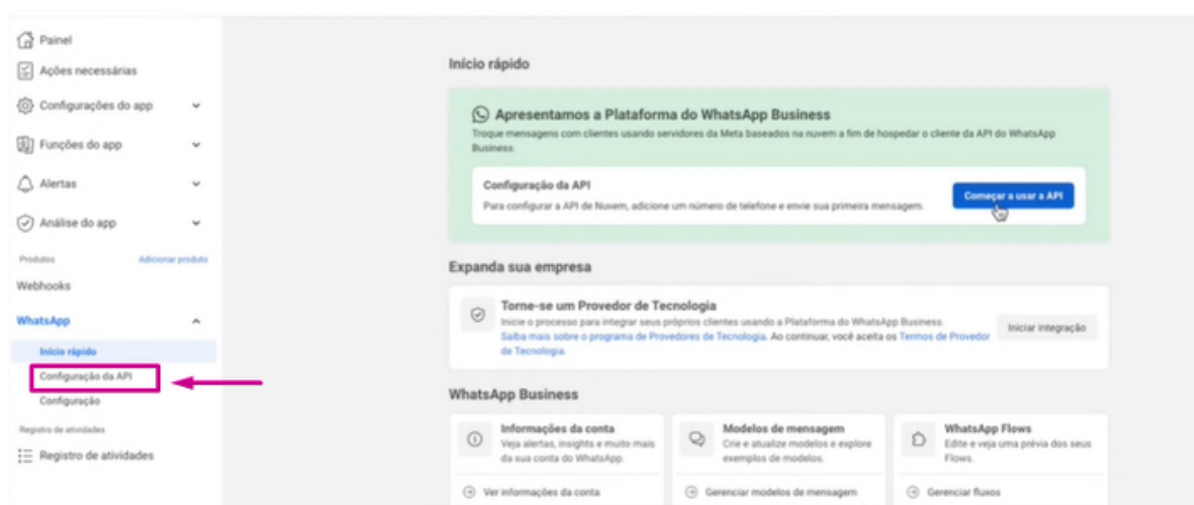 Painel
Ações necessárias
Configurações do app
Funções do app
Alertas
Análise do app
Produtos
Adicionar produto
Webhooks
WhatsApp
Início rápido
Configuração da API
Configuração
Registro de atividades
Registro de atividades
Início rápido
Apresentamos a Plataforma do WhatsApp Business
Troque mensagens com clientes usando servidores da Meta baseados na nuvem a fim de hospedar o cliente da API do WhatsApp
Business.
Configuração da API
Para configurar a API de Nuvem, adicione um número de telefone e envie sua primeira mensagem.
Começar a usar a API
Expanda sua empresa
Torne-se um Provedor de Tecnologia
Inicie o processo para integrar seus próprios clientes usando a Plataforma do WhatsApp Business.
Saiba mais sobre o programa de Provedores de Tecnologia. Ao continuar, você aceita os Termos de Provedor
de Tecnologia.
Iniciar integração
WhatsApp Business
Informações da conta
Veja alertas, insights e muito mais
da sua conta do WhatsApp.
Ver informações da conta
Modelos de mensagem
Crie e atualize modelos e explore
exemplos de modelos.
Gerenciar modelos de mensagem
WhatsApp Flows
Edite e veja uma prévia dos seus
Flows.
Gerenciar fluxos